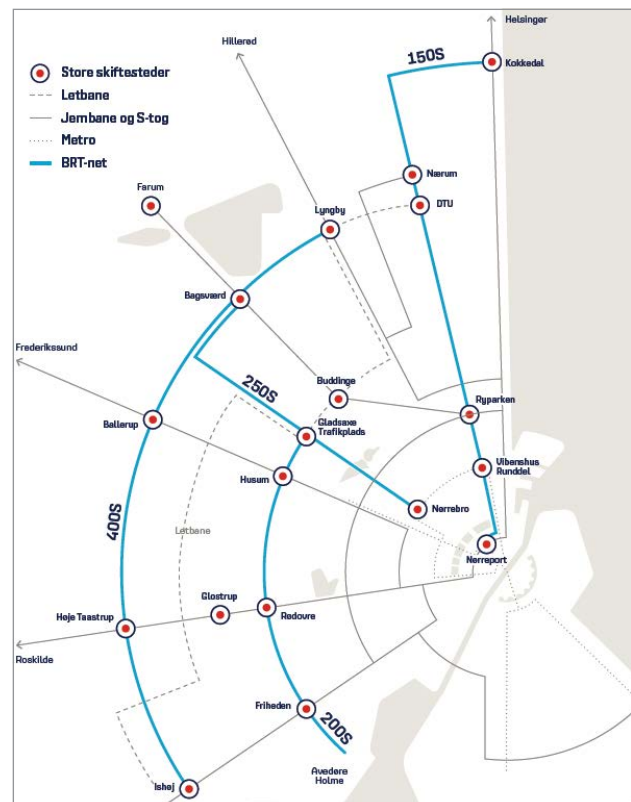 Helsingør
Hillerød
150S
Kokkedal
Store skiftesteder
Letbane
Jernbane og S-tog
Metro
BRT-net
Nærum
Farum
DTU
Lyngby
Bagsværd
Frederikssund
250S
Buddinge
Ballerup
Gladsaxe
Trafikplads
Ryparken
Husum
Vibenshus
Runddel
400S
Letbane
Nørrebro
Nørreport
Glostrup
Rødovre
Høje Taastrup
Roskilde
Friheden
200S
Avedøre
Holme
Ishøj